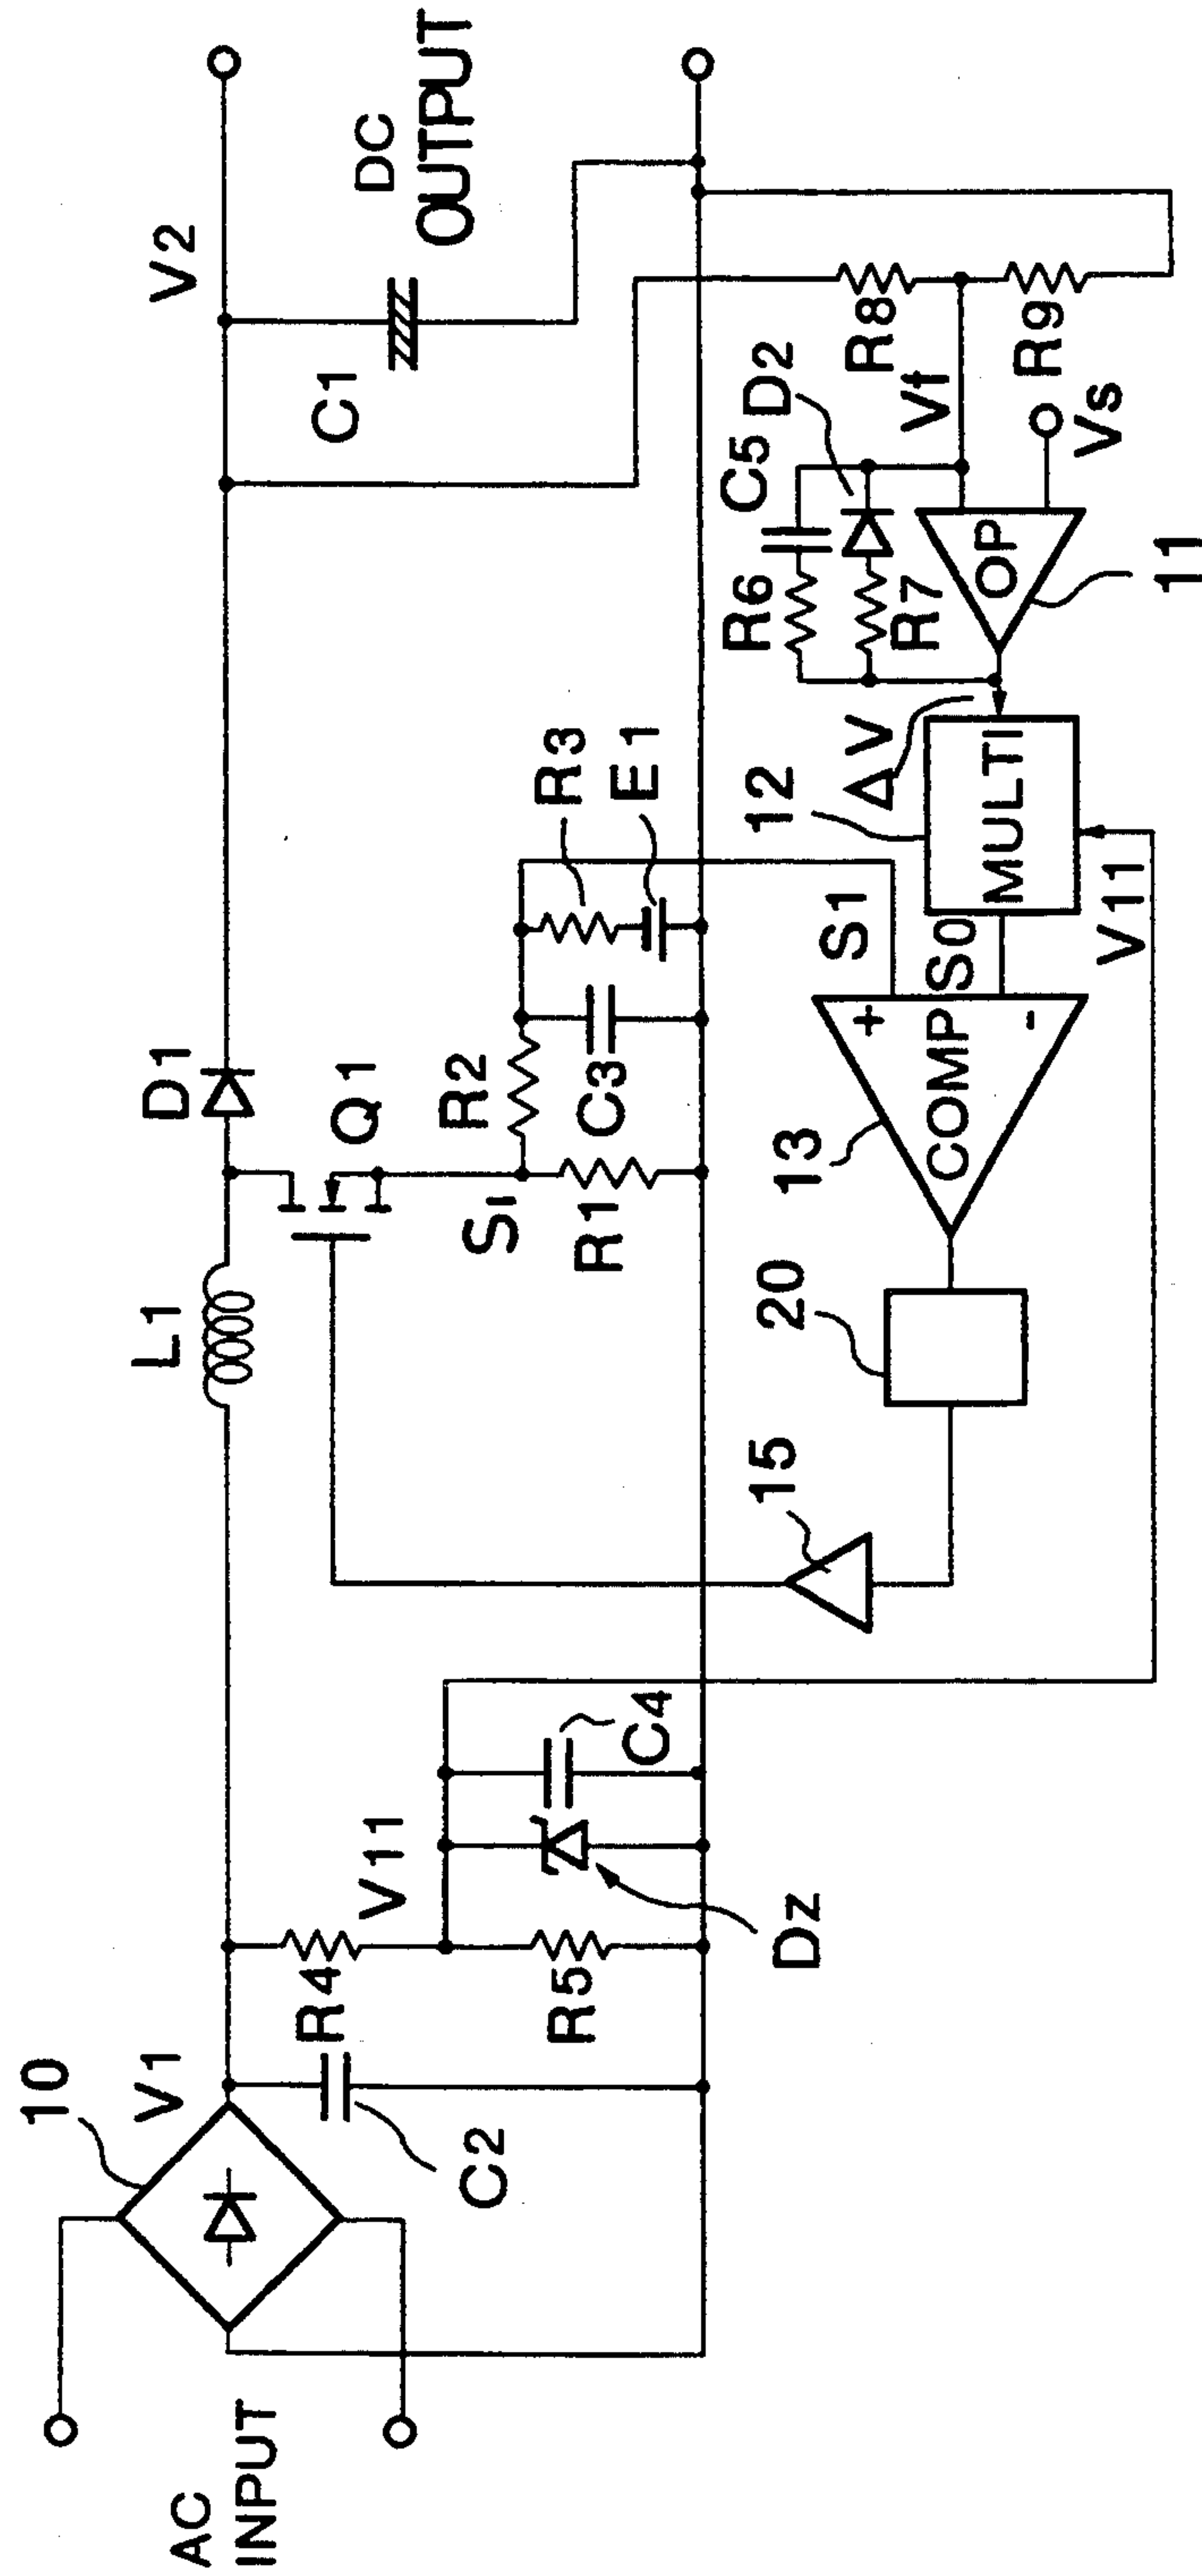 AC
INPUT
10
V1
C2
R4
R5
V11
Dz
C4
15
L1
20
13
COMP
+
-
S1
S0
D1
Q1
Si
R1
R2
C3
R3
E1
12
MULTI
V11
ΔV
R6
C5
R7
D2
OP
11
Vf
Vs
R8
R9
C1
V2
DC
OUTPUT